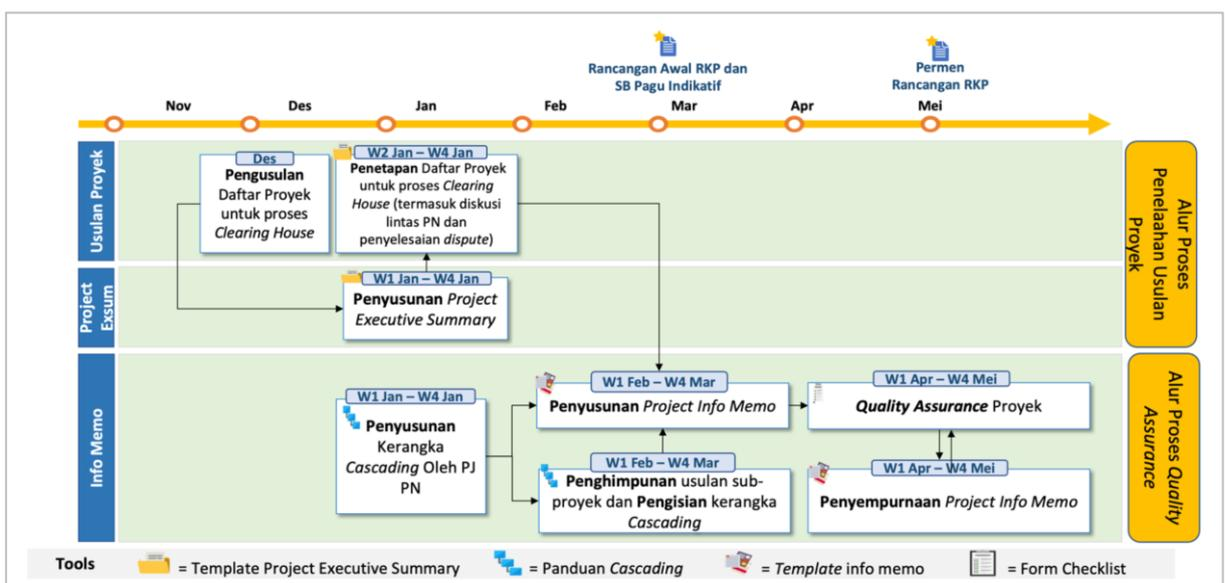 Rancangan Awal RKP dan
SB Pagu Indikatif
Permen
Rancangan RKP
Nov
Des
Jan
Feb
Mar
Apr
Mei
Usulan Proyek
Des
Pengusulan
Daftar Proyek
untuk proses
Clearing House
W2 Jan – W4 Jan
Penetapan Daftar Proyek
untuk proses Clearing
House (termasuk diskusi
lintas PN dan
penyelesaian dispute)
Alur Proses
Penelaahan Usulan
Proyek
Project
Exsum
W1 Jan – W4 Jan
Penyusunan Project
Executive Summary
Info Memo
W1 Jan – W4 Jan
Penyusunan
Kerangka
Cascading Oleh PJ
PN
W1 Feb – W4 Mar
Penyusunan Project Info Memo
W1 Feb – W4 Mar
Penghimpunan usulan sub-
proyek dan Pengisian kerangka
Cascading
W1 Apr – W4 Mei
Quality Assurance Proyek
W1 Apr – W4 Mei
Penyempurnaan Project Info Memo
Alur Proses Quality
Assurance
Tools
= Template Project Executive Summary
= Panduan Cascading
= Template info memo
= Form Checklist